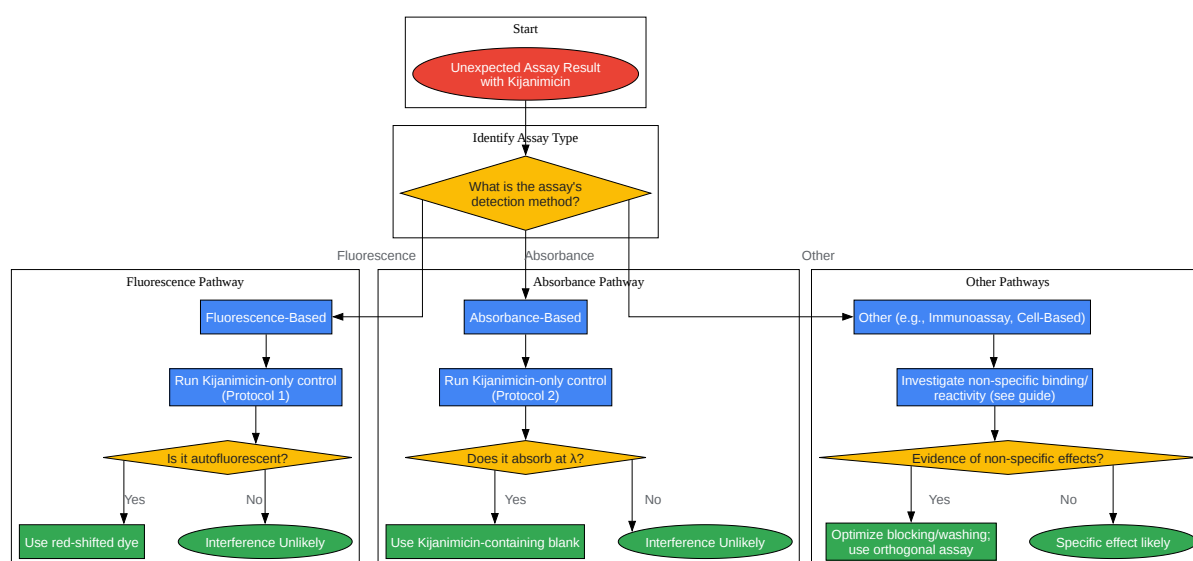 Start
Unexpected Assay Result
with Kijanimicin
Identify Assay Type
What is the assay's
detection method?
Fluorescence
Absorbance
Other
Fluorescence Pathway
Absorbance Pathway
Other Pathways
Fluorescence-Based
Absorbance-Based
Other (e.g., Immunoassay, Cell-Based)
Run Kijanimicin-only control
(Protocol 1)
Run Kijanimicin-only control
(Protocol 2)
Investigate non-specific binding/
reactivity (see guide)
Is it autofluorescent?
Does it absorb at λ?
Evidence of non-specific effects?
Yes
No
Yes
No
Yes
No
Use red-shifted dye
Interference Unlikely
Use Kijanimicin-containing blank
Interference Unlikely
Optimize blocking/washing;
use orthogonal assay
Specific effect likely